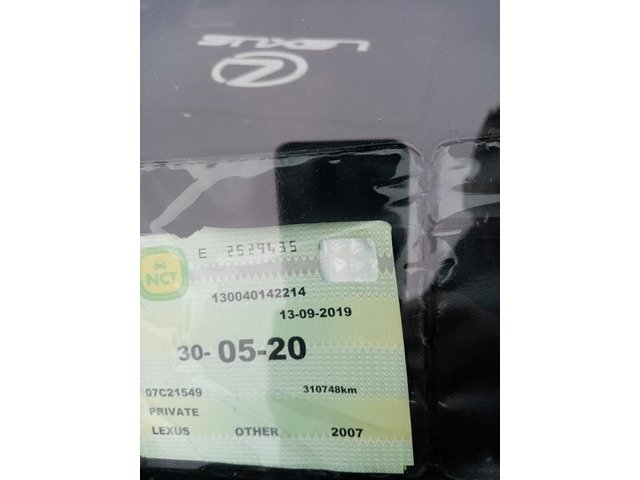 LEXUS
E 2529435
NCT
130040142214
13-09-2019
30-05-20
07C21549 310748km
PRIVATE
LEXUS OTHER 2007